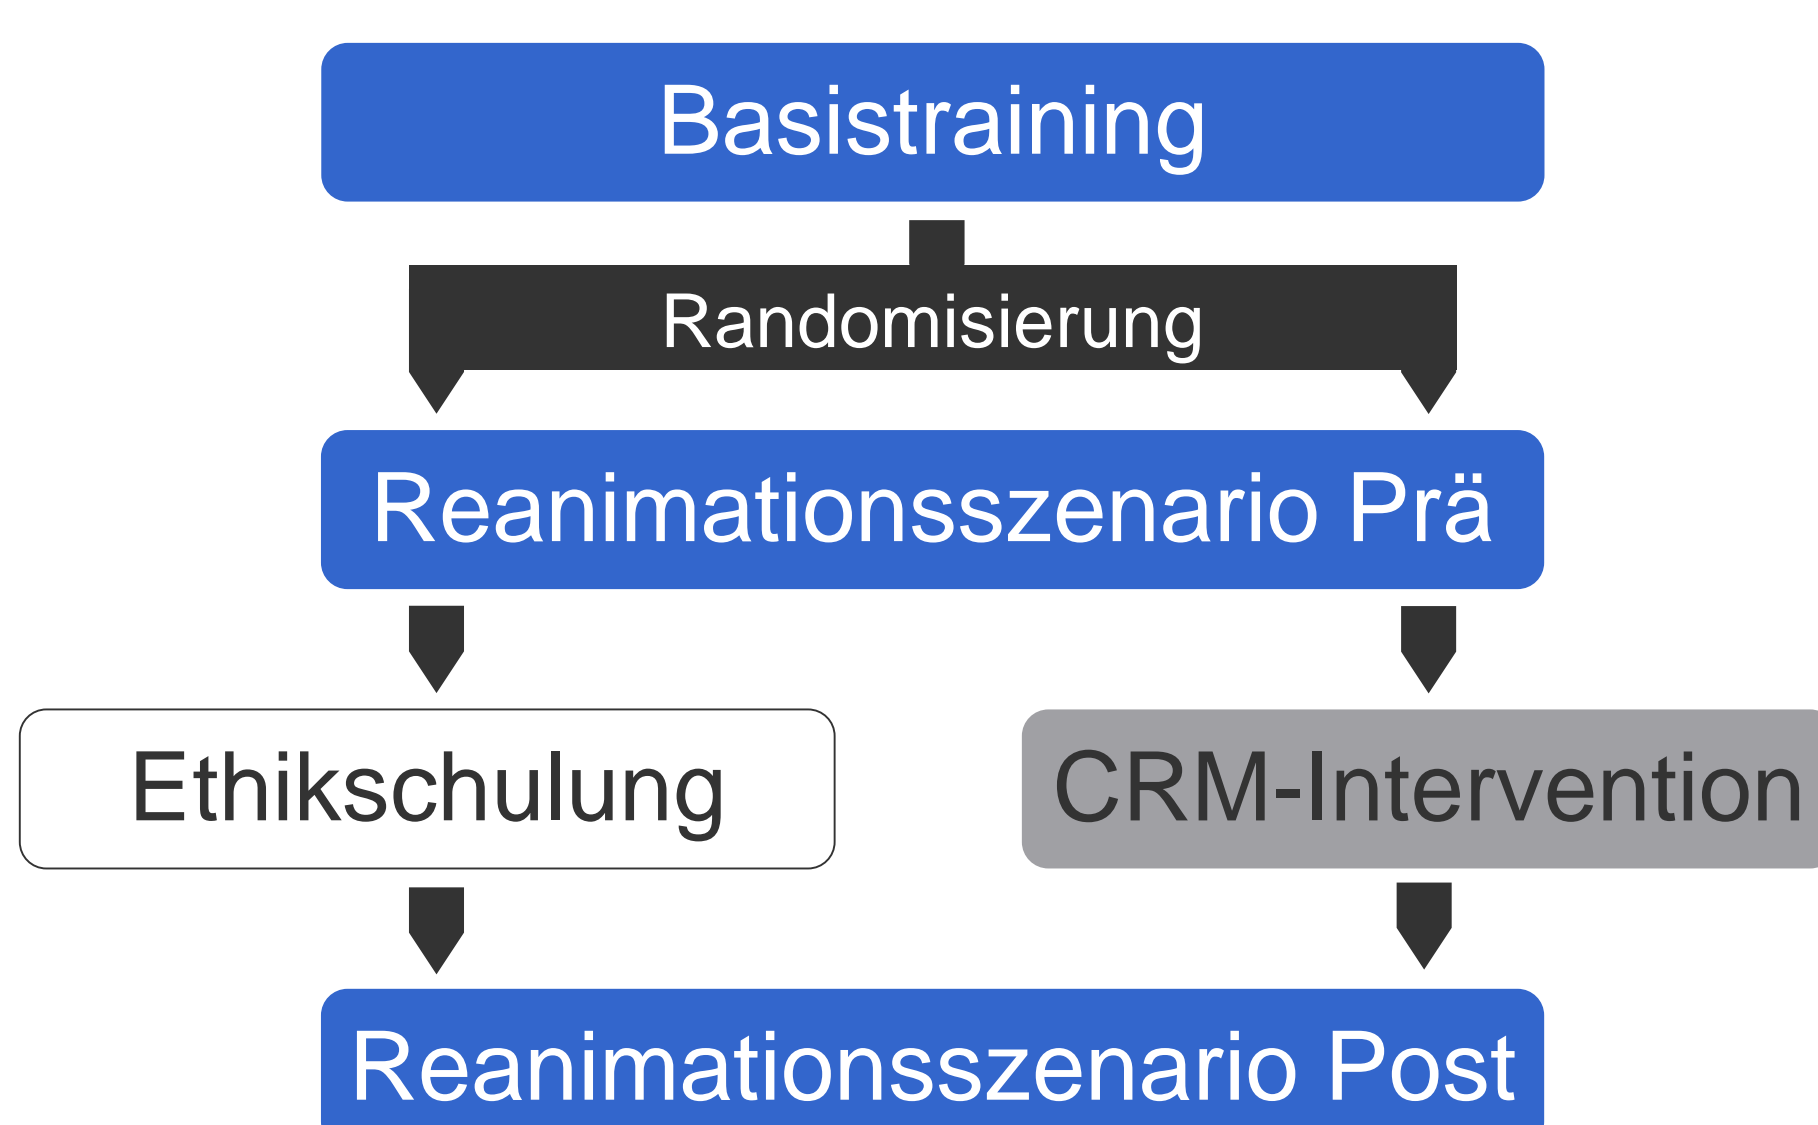 Basistraining
Randomisierung
Reanimationsszenario Prä
Ethikschulung
CRM-Intervention
Reanimationsszenario Post